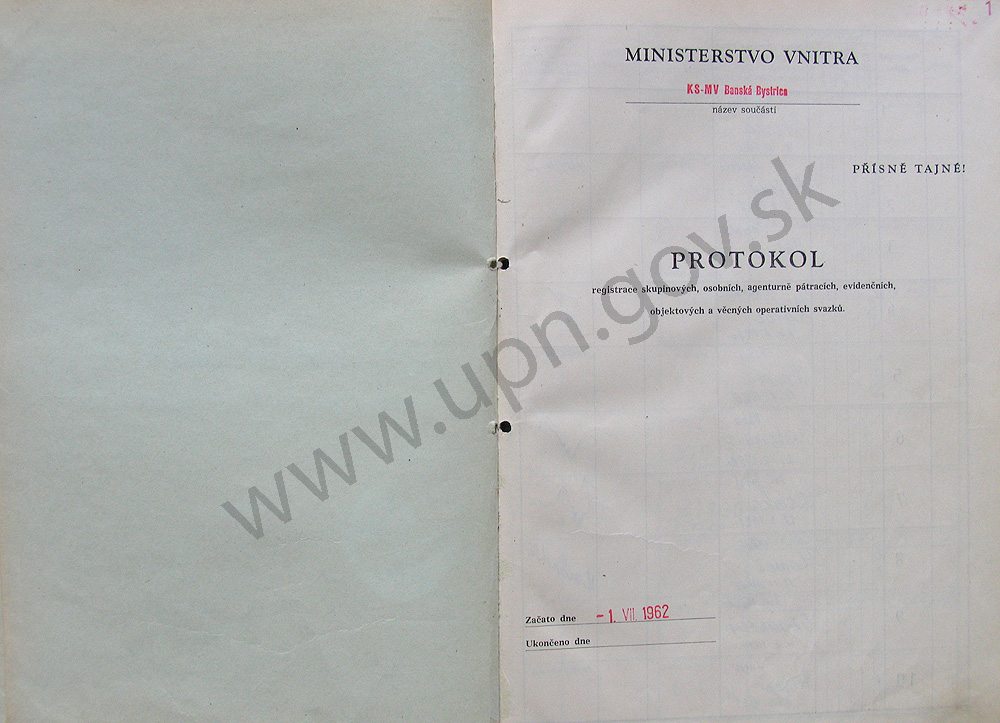 1
MINISTERSTVO VNITRA
KS-MV Banská Bystrica
název součásti
PŘÍSNĚ TAJNÉ!
PROTOKOL
registrace skupinových, osobních, agenturně pátracích, evidenčních,
objektových a věcných operativních svazků.
www.upn.gov.sk
Začato dne -1. VII. 1962
Ukončeno dne